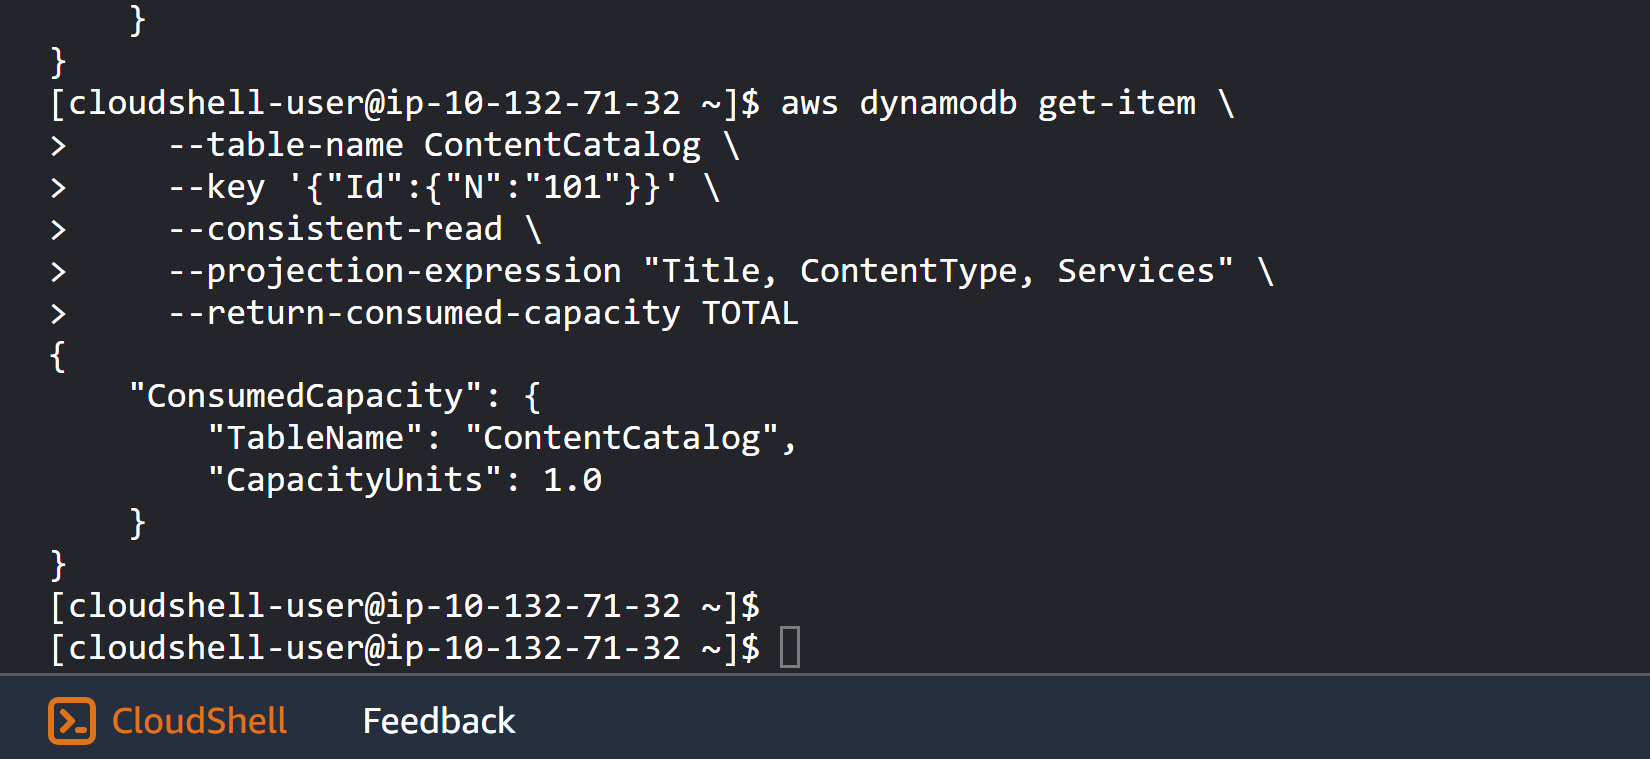 }
}
[cloudshell-user@ip-10-132-71-32 ~]$ aws dynamodb get-item \
>     --table-name ContentCatalog \
>     --key '{"Id":{"N":"101"}}' \
>     --consistent-read \
>     --projection-expression "Title, ContentType, Services" \
>     --return-consumed-capacity TOTAL
{
    "ConsumedCapacity": {
        "TableName": "ContentCatalog",
        "CapacityUnits": 1.0
    }
}
[cloudshell-user@ip-10-132-71-32 ~]$
[cloudshell-user@ip-10-132-71-32 ~]$
CloudShell Feedback